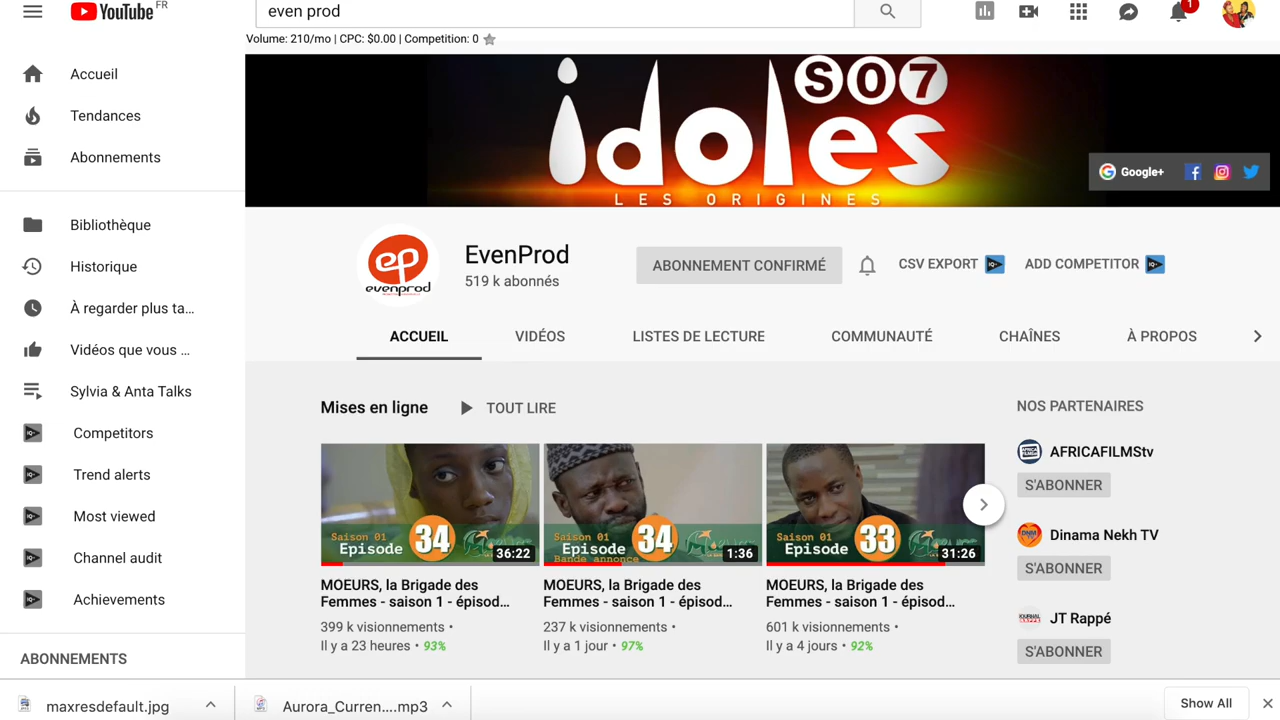 YouTube FR
even prod
1
Volume: 210/mo | CPC: $0.00 | Competition: 0
Accueil
Tendances
Abonnements
Bibliothèque
Historique
À regarder plus ta...
Vidéos que vous ...
Sylvia & Anta Talks
Competitors
Trend alerts
Most viewed
Channel audit
Achievements
ABONNEMENTS
idoles S07
LES ORIGINES
Google+
ep
evenprod
EvenProd
519 k abonnés
ABONNEMENT CONFIRMÉ
CSV EXPORT
ADD COMPETITOR
ACCUEIL
VIDÉOS
LISTES DE LECTURE
COMMUNAUTÉ
CHAÎNES
À PROPOS
Mises en ligne
TOUT LIRE
Saison 01
Episode 34
36:22
MOEURS, la Brigade des
Femmes - saison 1 - épisod...
399 k visionnements •
Il y a 23 heures • 93%
Saison 01
Episode 34
Bande annonce
1:36
MOEURS, la Brigade des
Femmes - saison 1 - épisod...
237 k visionnements •
Il y a 1 jour • 97%
Saison 01
Episode 33
31:26
MOEURS, la Brigade des
Femmes - saison 1 - épisod...
601 k visionnements •
Il y a 4 jours • 92%
NOS PARTENAIRES
AFRICAFILMStv
S'ABONNER
Dinama Nekh TV
S'ABONNER
JT Rappé
S'ABONNER
maxresdefault.jpg
Aurora_Curren....mp3
Show All